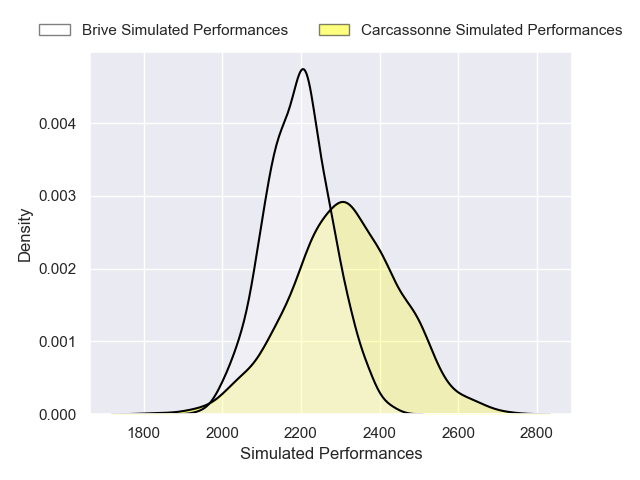 Brive Simulated Performances
Carcassonne Simulated Performances
Density
0.004
0.003
0.002
0.001
0.000
1800 2000 2200 2400 2600 2800
Simulated Performances